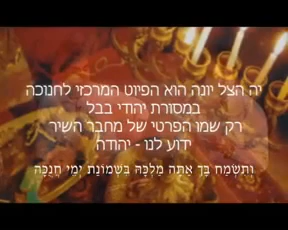 יה הצל יונה הוא הפיוט המרכזי לחנוכה
במסורת יהודי בבל
רק שמו הפרטי של מחבר השיר
ידוע לנו - יהודה
וְתִשְׂמַח בָּךְ אַתָּה מַלְכָּהּ בִּשְׁמוֹנַת יְמֵי חֲנֻכָּה